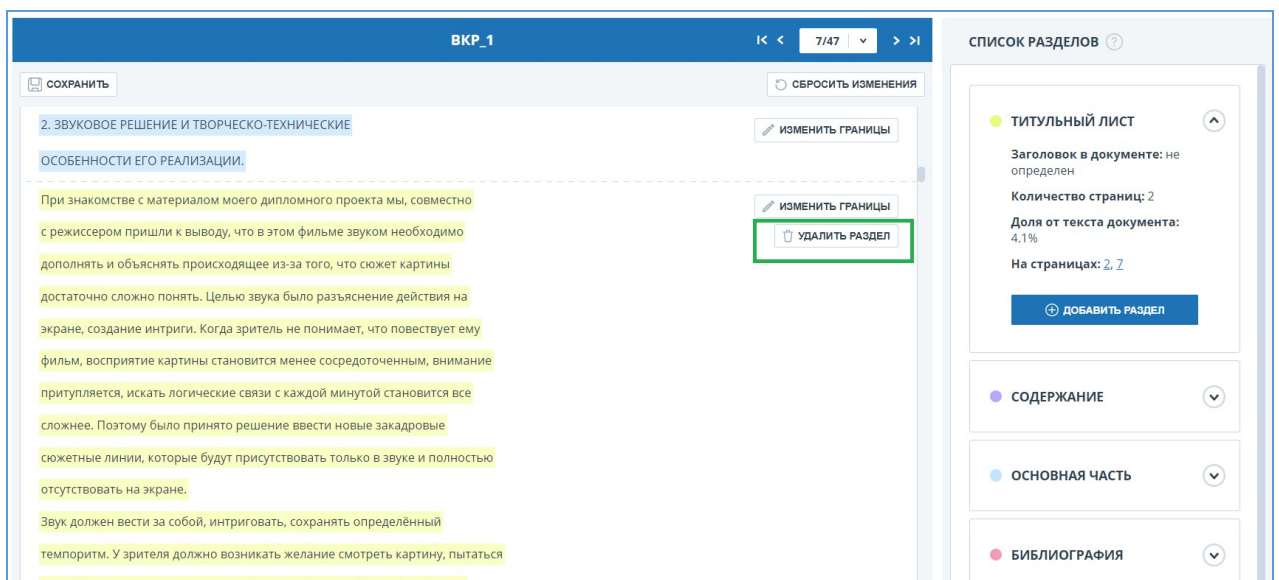 ВКР_1
7/47
СПИСОК РАЗДЕЛОВ ?
СОХРАНИТЬ
СБРОСИТЬ ИЗМЕНЕНИЯ
2. ЗВУКОВОЕ РЕШЕНИЕ И ТВОРЧЕСКО-ТЕХНИЧЕСКИЕ
ОСОБЕННОСТИ ЕГО РЕАЛИЗАЦИИ.
ИЗМЕНИТЬ ГРАНИЦЫ
При знакомстве с материалом моего дипломного проекта мы, совместно
с режиссером пришли к выводу, что в этом фильме звуком необходимо
дополнять и объяснять происходящее из-за того, что сюжет картины
достаточно сложно понять. Целью звука было разъяснение действия на
экране, создание интриги. Когда зритель не понимает, что повествует ему
фильм, восприятие картины становится менее сосредоточенным, внимание
притупляется, искать логические связи с каждой минутой становится все
сложнее. Поэтому было принято решение ввести новые закадровые
сюжетные линии, которые будут присутствовать только в звуке и полностью
отсутствовать на экране.
Звук должен вести за собой, интриговать, сохранять определённый
темпоритм. У зрителя должно возникать желание смотреть картину, пытаться
ИЗМЕНИТЬ ГРАНИЦЫ
УДАЛИТЬ РАЗДЕЛ
ТИТУЛЬНЫЙ ЛИСТ
Заголовок в документе: не
определен
Количество страниц: 2
Доля от текста документа:
4.1%
На страницах: 2, 7
ДОБАВИТЬ РАЗДЕЛ
СОДЕРЖАНИЕ
ОСНОВНАЯ ЧАСТЬ
БИБЛИОГРАФИЯ